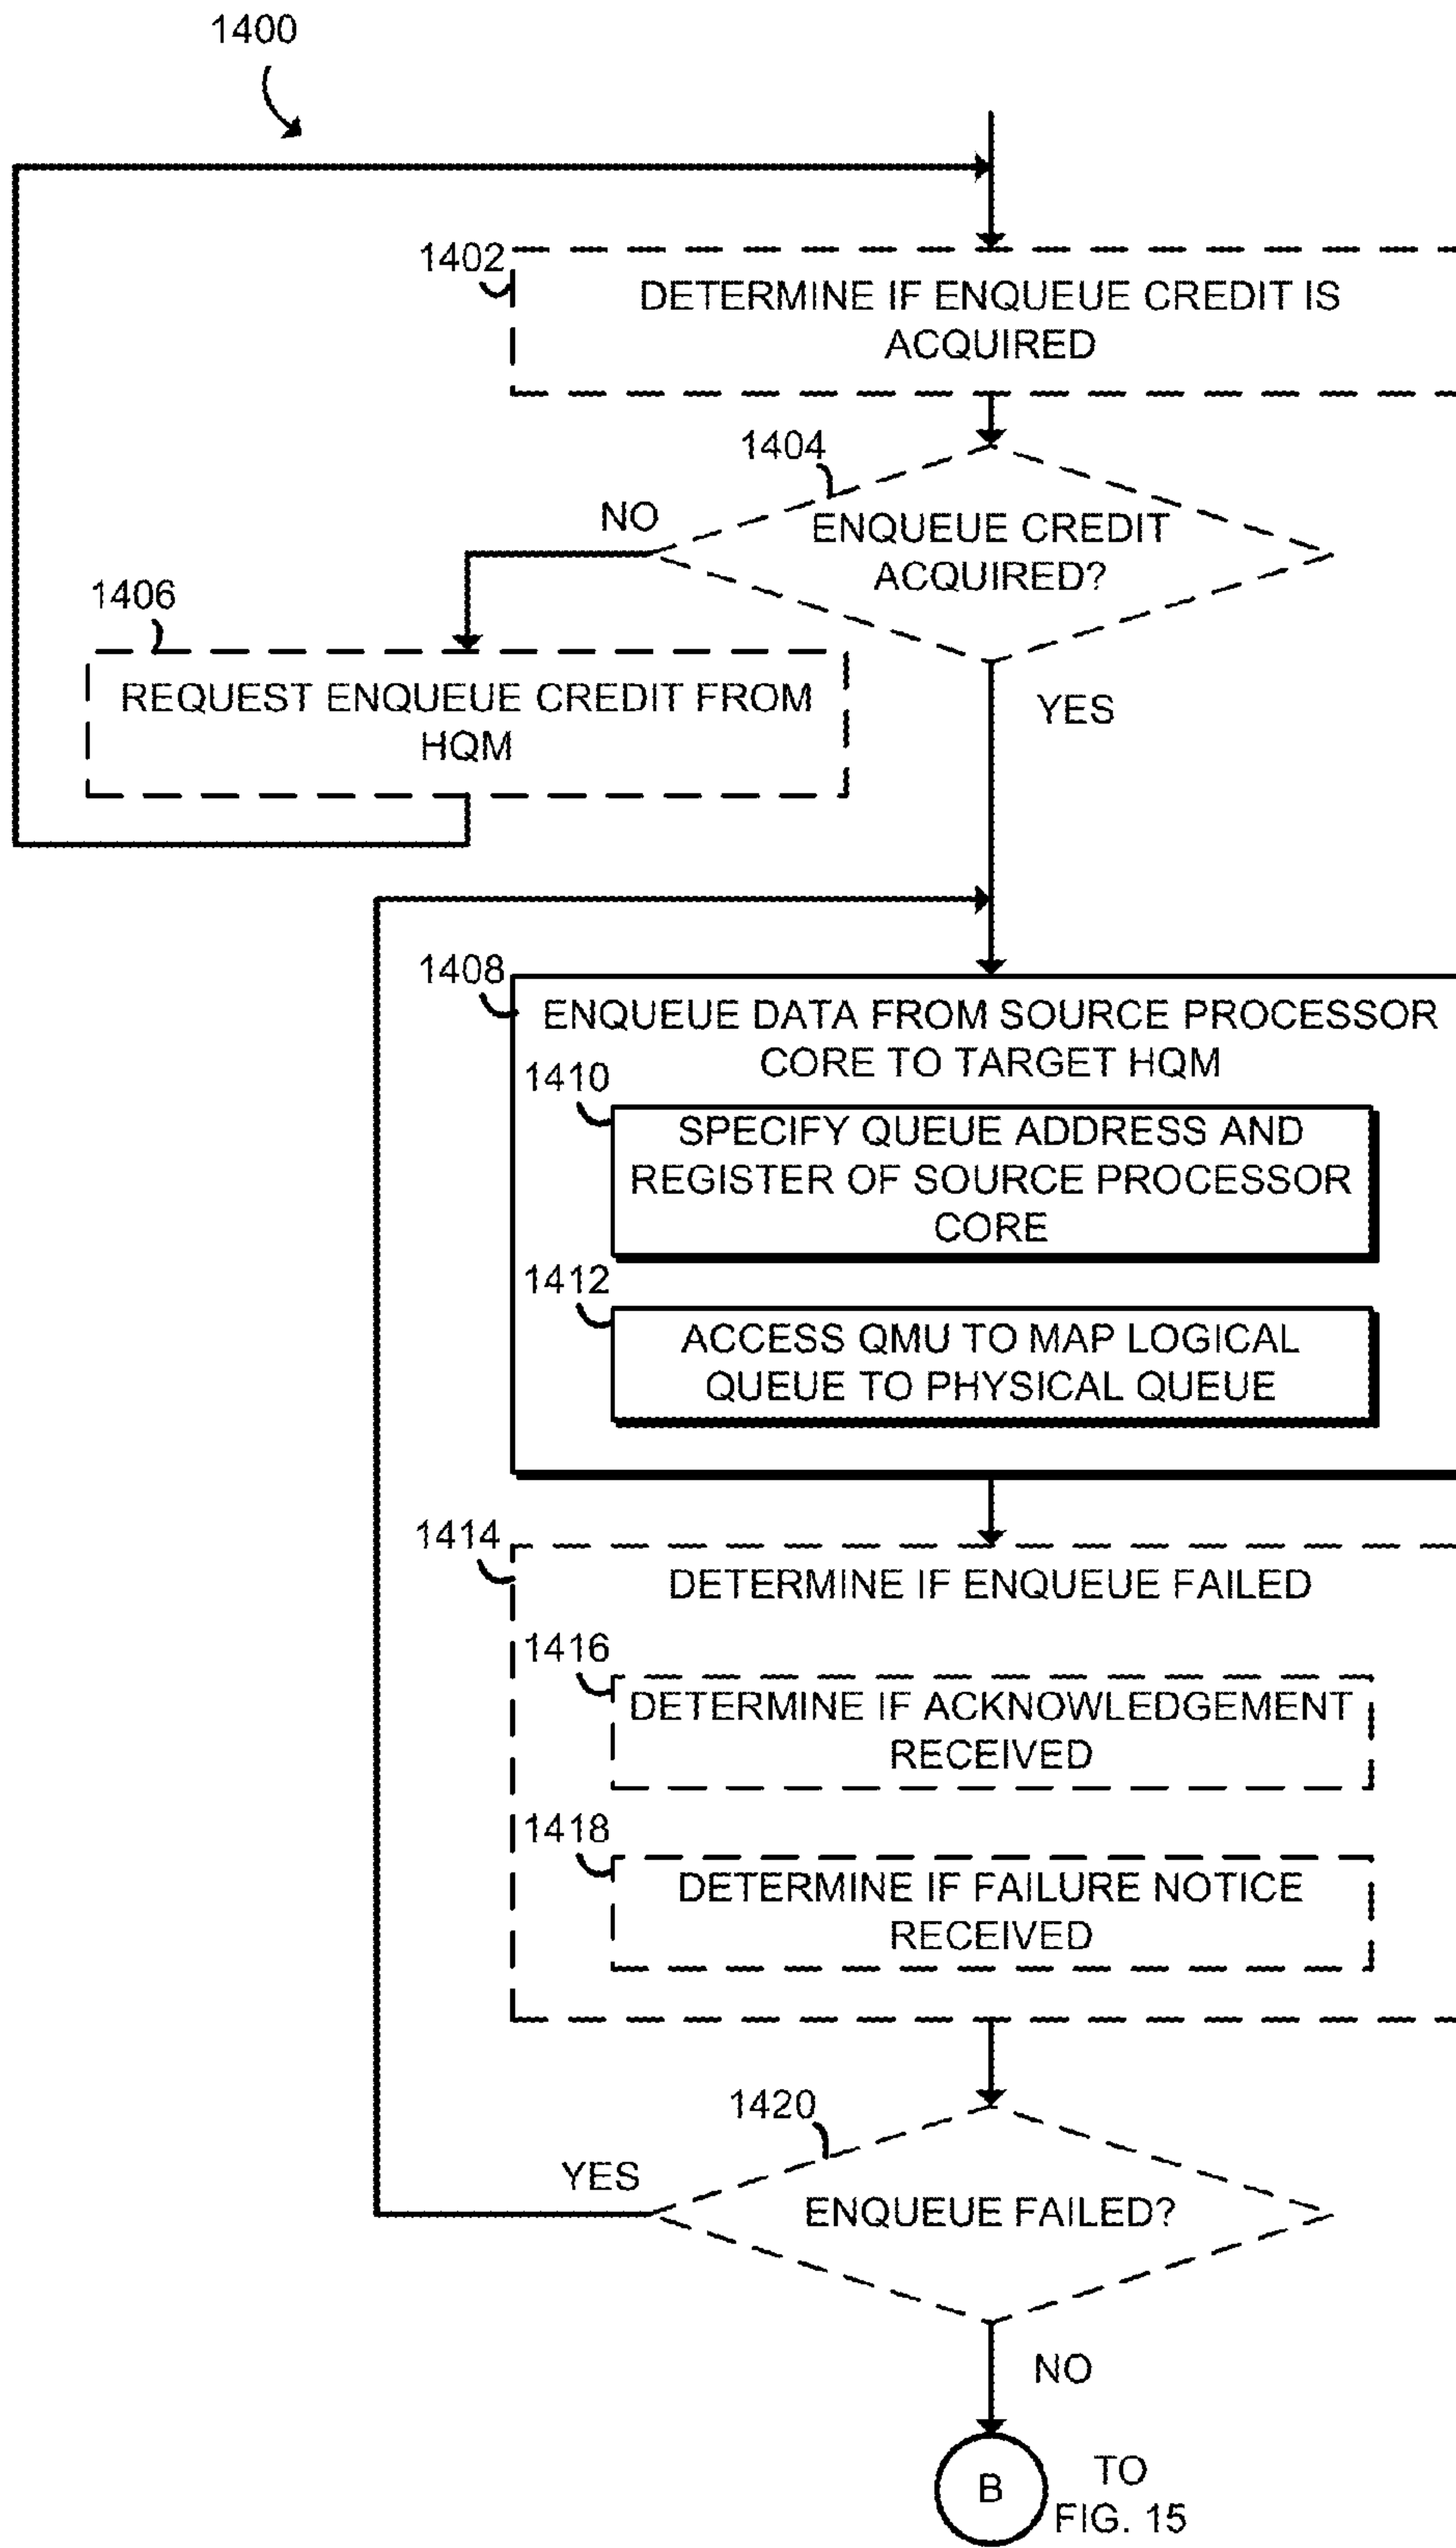 1400
1402
DETERMINE IF ENQUEUE CREDIT IS
ACQUIRED
1404
NO
ENQUEUE CREDIT
ACQUIRED?
1406
REQUEST ENQUEUE CREDIT FROM
HQM
YES
1408
ENQUEUE DATA FROM SOURCE PROCESSOR
CORE TO TARGET HQM
1410
SPECIFY QUEUE ADDRESS AND
REGISTER OF SOURCE PROCESSOR
CORE
1412
ACCESS QMU TO MAP LOGICAL
QUEUE TO PHYSICAL QUEUE
1414
DETERMINE IF ENQUEUE FAILED
1416
DETERMINE IF ACKNOWLEDGEMENT
RECEIVED
1418
DETERMINE IF FAILURE NOTICE
RECEIVED
1420
YES
ENQUEUE FAILED?
NO
B
TO
FIG. 15